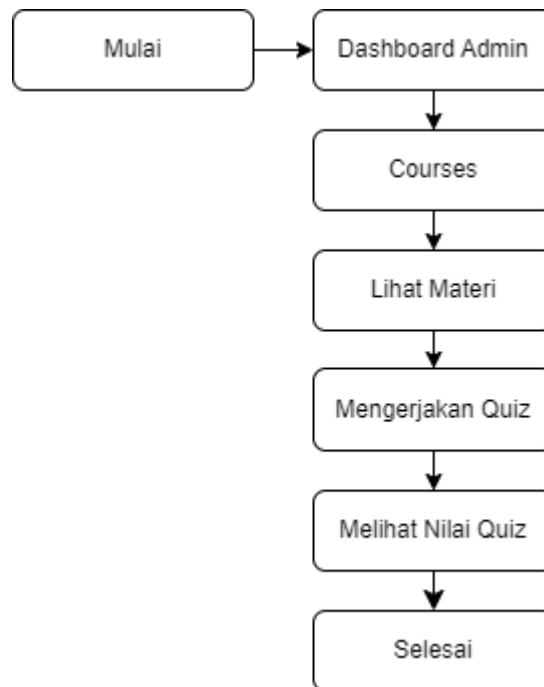 Mulai
Dashboard Admin
Courses
Lihat Materi
Mengerjakan Quiz
Melihat Nilai Quiz
Selesai